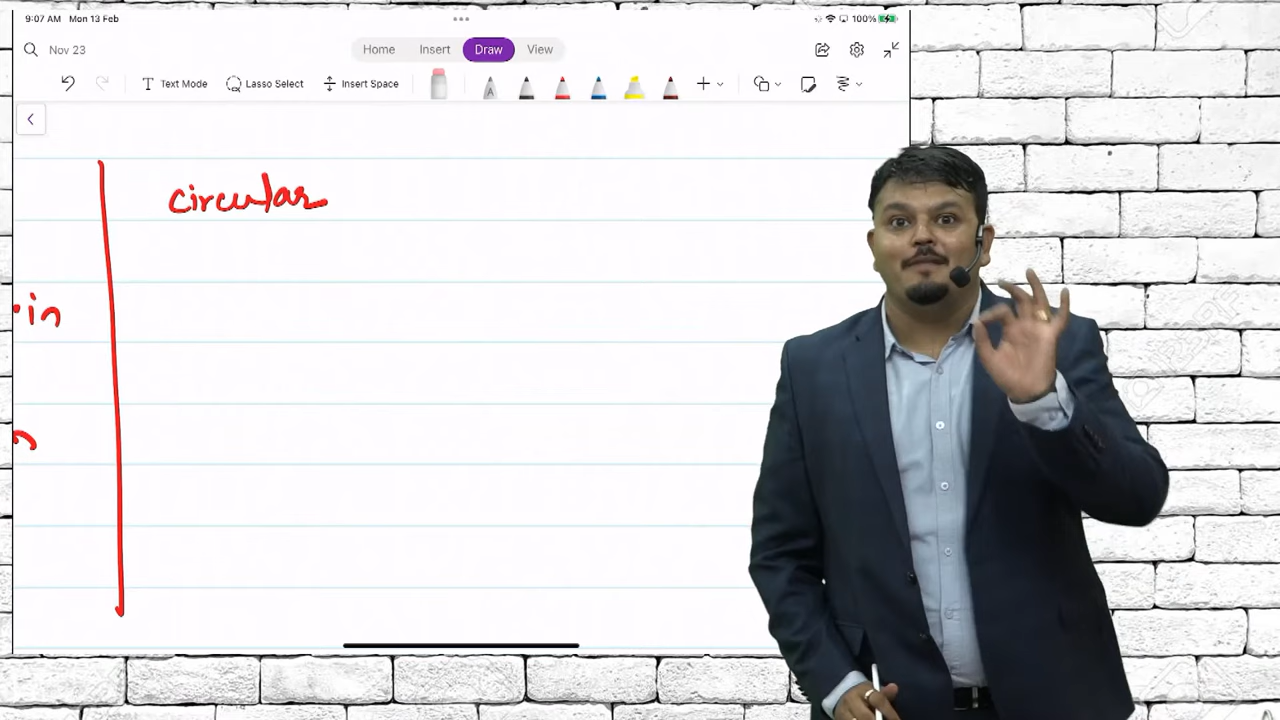 9:07 AM Mon 13 Feb
100%
Nov 23
Home Insert Draw View
Text Mode Lasso Select Insert Space
circular
in
n